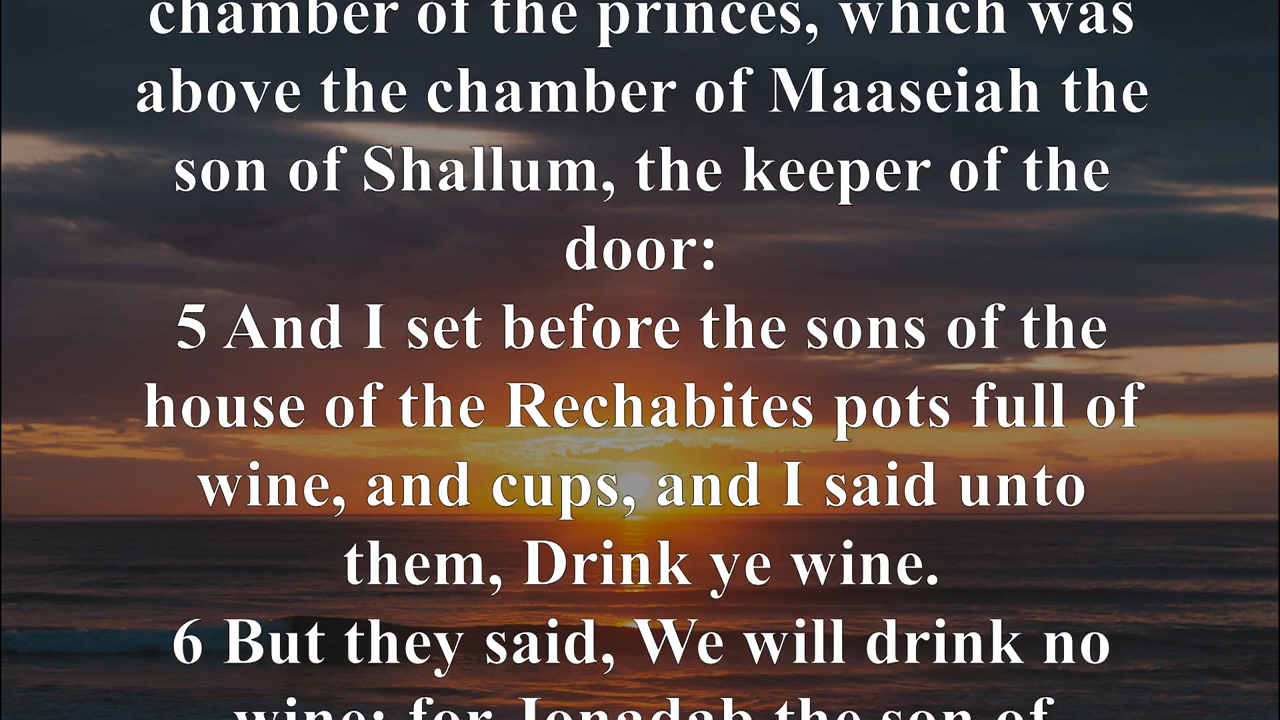 chamber of the princes, which was
above the chamber of Maaseiah the
son of Shallum, the keeper of the
door:
5 And I set before the sons of the
house of the Rechabites pots full of
wine, and cups, and I said unto
them, Drink ye wine.
6 But they said, We will drink no
wine: for Jonadab the son of